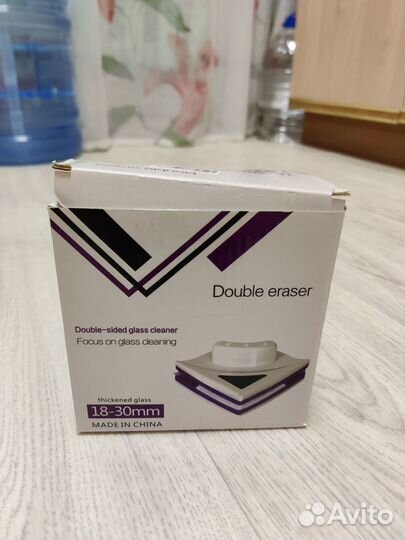 Double eraser
Double-sided glass cleaner
Focus on glass cleaning
thickened glass
18-30mm
MADE IN CHINA
Avito